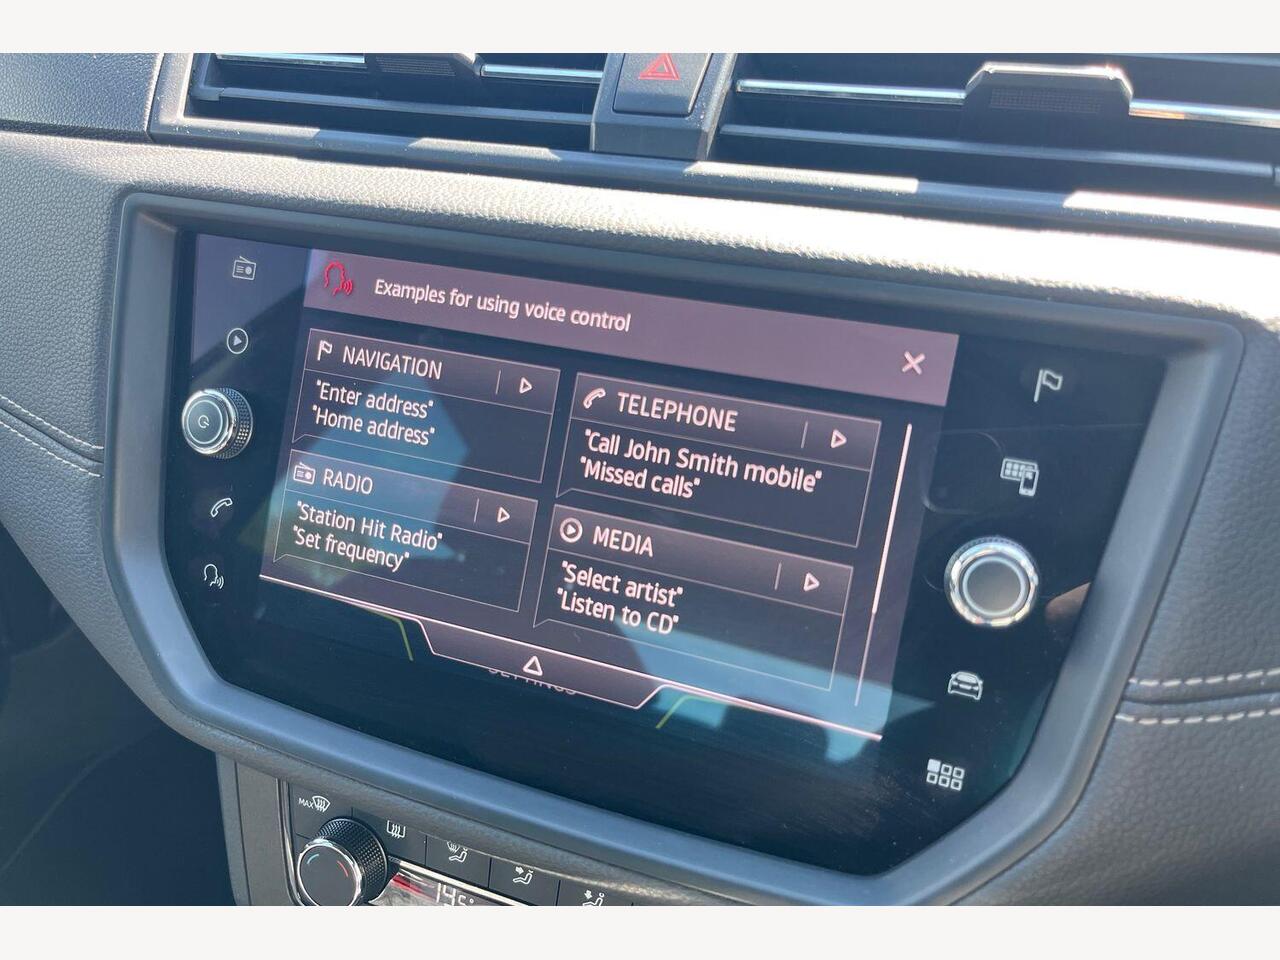 Examples for using voice control
NAVIGATION
"Enter address"
"Home address"
TELEPHONE
"Call John Smith mobile"
"Missed calls"
RADIO
"Station Hit Radio"
"Set frequency"
MEDIA
"Select artist"
"Listen to CD"
MAX